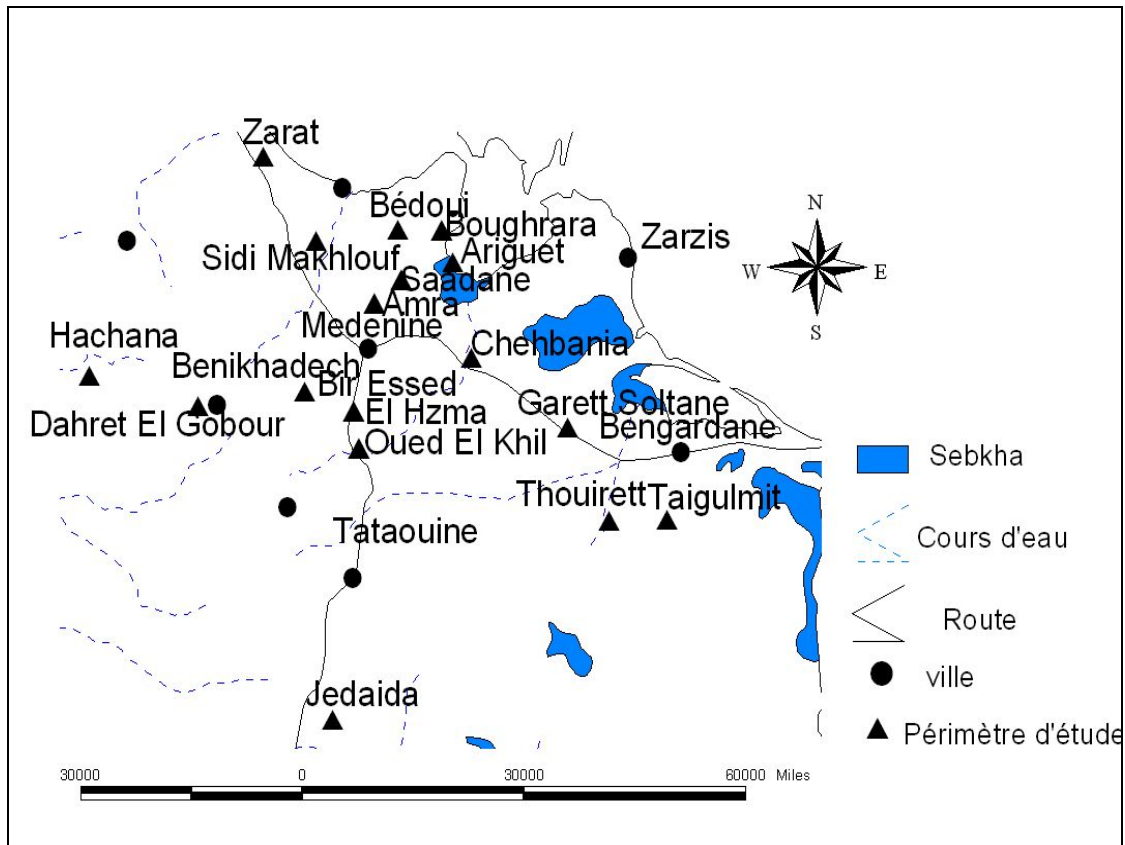 Zarat
Bédoui
Boughrara
Zarzis
Sidi Makhlouf
Ariguet
Saadane
Amra
N
W
E
S
Hachana
Medenine
Chehbania
Benikhadech
Bir Essed
Dahret El Gobour
El Hzma
Garett Soltane
Bengardane
Oued El Khil
Thouirett
Taigulmit
Tataouine
Jedaida
Sebkha
Cours d'eau
Route
ville
Périmètre d'étude
30000 0 30000 60000 Miles